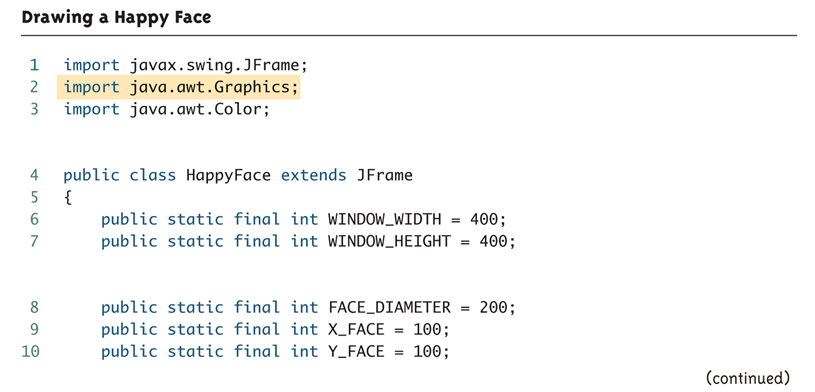 Drawing a Happy Face
1 import javax.swing.JFrame;
2 import java.awt.Graphics;
3 import java.awt.Color;
4 public class HappyFace extends JFrame
5 {
6 public static final int WINDOW_WIDTH = 400;
7 public static final int WINDOW_HEIGHT = 400;
8 public static final int FACE_DIAMETER = 200;
9 public static final int X_FACE = 100;
10 public static final int Y_FACE = 100;
(continued)